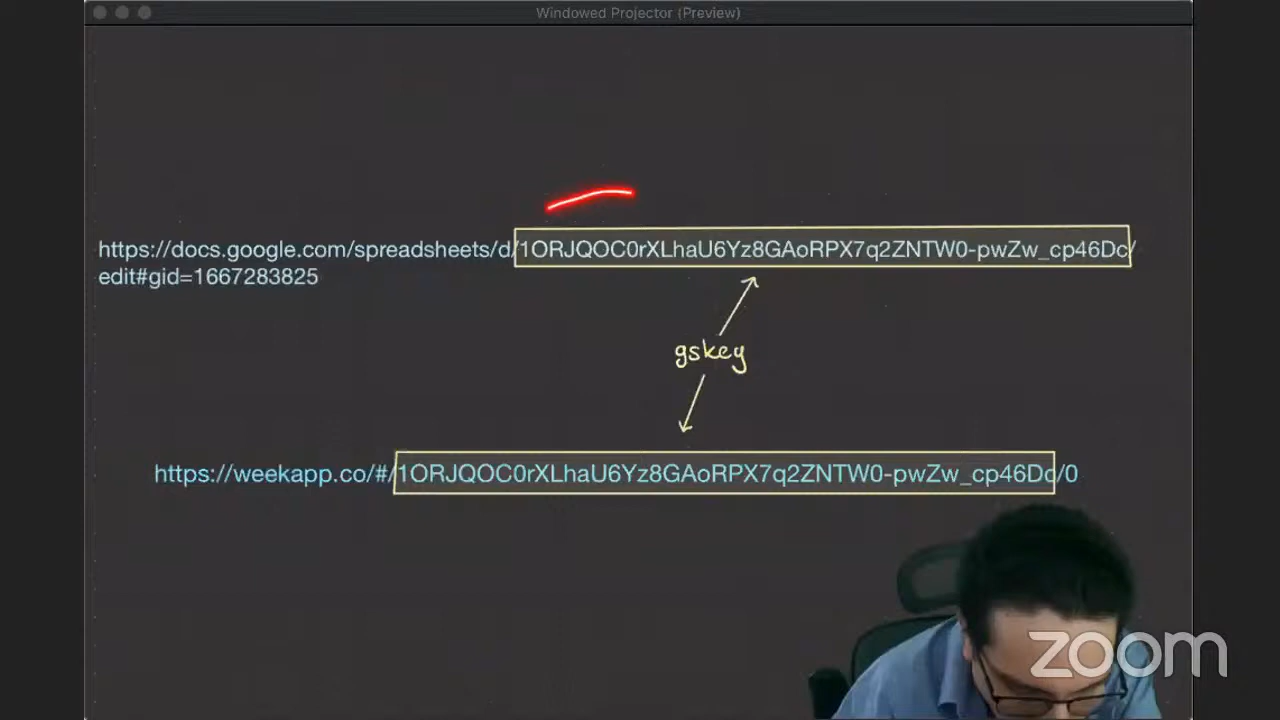 Windowed Projector (Preview)
https://docs.google.com/spreadsheets/d/1ORJQOC0rXLhaU6Yz8GAoRPX7q2ZNTW0-pwZw_cp46Dc/
edit#gid=1667283825
gskey
https://weekapp.co/#/1ORJQOC0rXLhaU6Yz8GAoRPX7q2ZNTW0-pwZw_cp46Dc/0
zoom